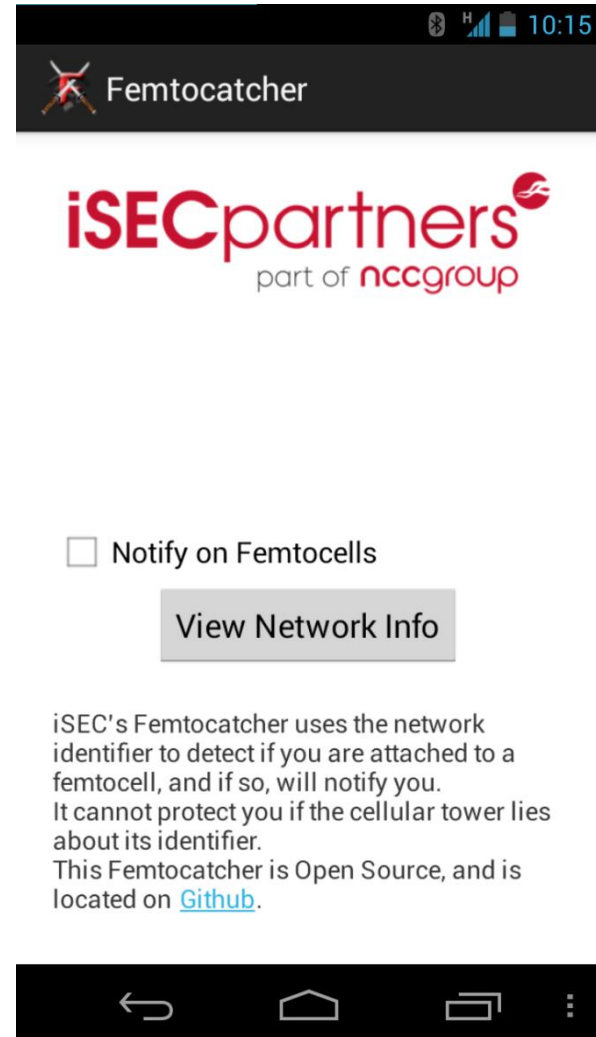 H 10:15
Femtocatcher
iSECpartners
part of nccgroup
Notify on Femtocells
View Network Info
iSEC's Femtocatcher uses the network
identifier to detect if you are attached to a
femtocell, and if so, will notify you.
It cannot protect you if the cellular tower lies
about its identifier.
This Femtocatcher is Open Source, and is
located on Github.